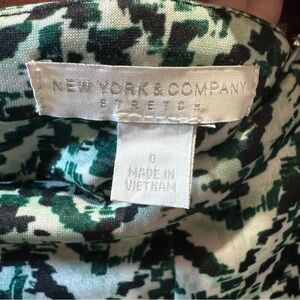 NEW YORK & COMPANY
STRETCH
0
MADE IN
VIETNAM